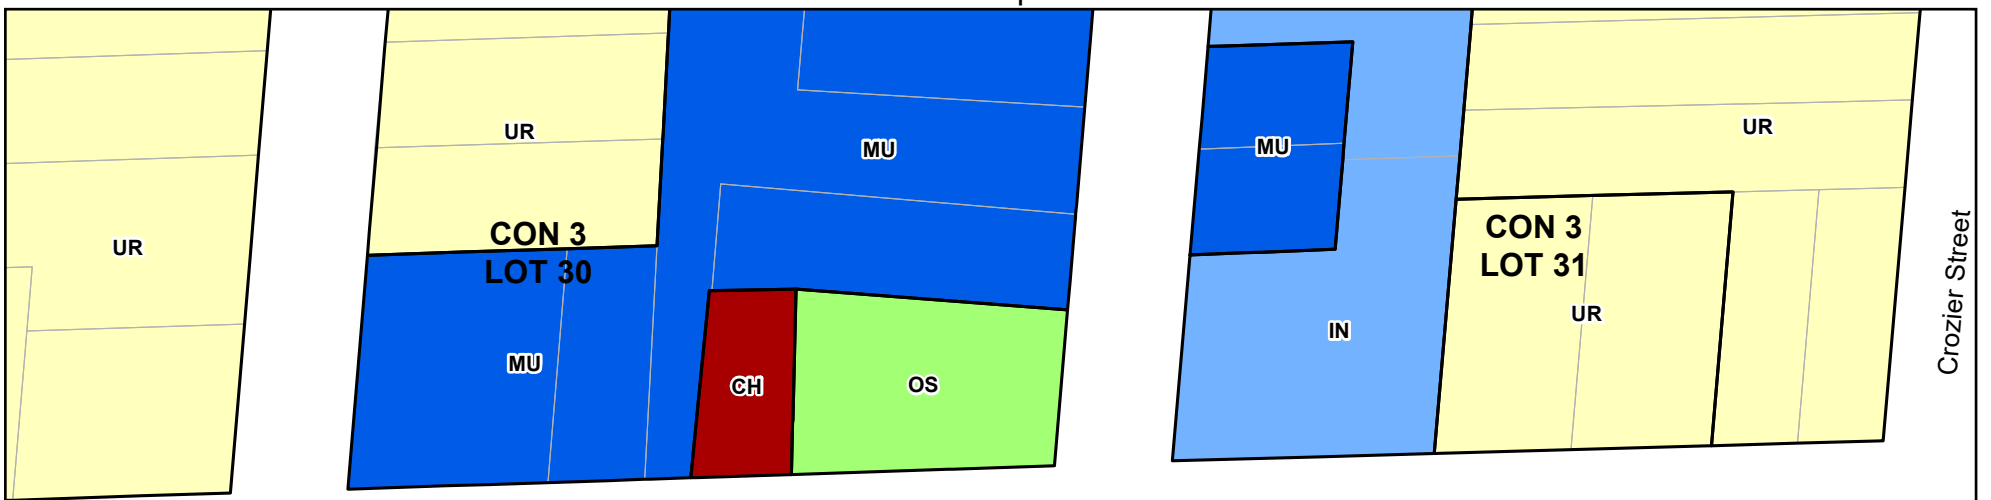 UR
UR
CON 3
LOT 30
MU
MU
CH
OS
MU
IN
UR
CON 3
LOT 31
UR
Crozier Street